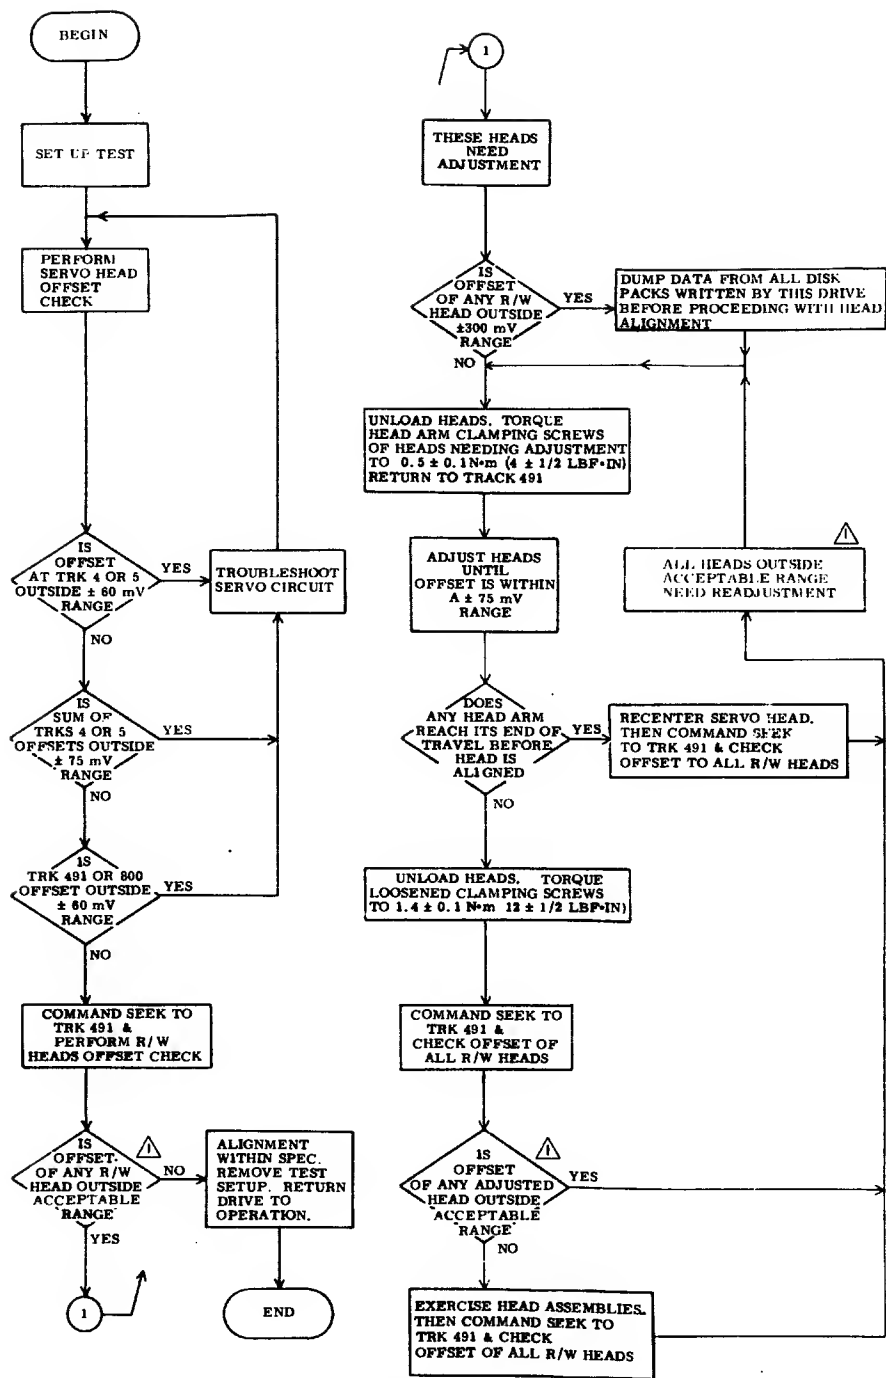 BEGIN
SET UP TEST
PERFORM
SERVO HEAD
OFFSET
CHECK
IS
OFFSET
AT TRK 4 OR 5
OUTSIDE ± 60 mV
RANGE
YES
NO
TROUBLESHOOT
SERVO CIRCUIT
IS
SUM OF
TRKS 4 OR 5
OFFSETS OUTSIDE
± 75 mV
RANGE
YES
NO
IS
TRK 491 OR 800
OFFSET OUTSIDE
± 60 mV
RANGE
YES
NO
COMMAND SEEK TO
TRK 491 &
PERFORM R/W
HEADS OFFSET CHECK
IS
OFFSET
OF ANY R/W
HEAD OUTSIDE
ACCEPTABLE
RANGE
1
NO
YES
ALIGNMENT
WITHIN SPEC.
REMOVE TEST
SETUP. RETURN
DRIVE TO
OPERATION.
1
END
1
THESE HEADS
NEED
ADJUSTMENT
IS
OFFSET
OF ANY R/W
HEAD OUTSIDE
±300 mV
RANGE
YES
NO
DUMP DATA FROM ALL DISK
PACKS WRITTEN BY THIS DRIVE
BEFORE PROCEEDING WITH HEAD
ALIGNMENT
UNLOAD HEADS. TORQUE
HEAD ARM CLAMPING SCREWS
OF HEADS NEEDING ADJUSTMENT
TO 0.5 ± 0.1 N•m (4 ± 1/2 LBF•IN)
RETURN TO TRACK 491
ADJUST HEADS
UNTIL
OFFSET IS WITHIN
A ± 75 mV
RANGE
1
ALL HEADS OUTSIDE
ACCEPTABLE RANGE
NEED READJUSTMENT
DOES
ANY HEAD ARM
REACH ITS END OF
TRAVEL BEFORE
HEAD IS
ALIGNED
YES
NO
RECENTER SERVO HEAD.
THEN COMMAND SEEK
TO TRK 491 & CHECK
OFFSET TO ALL R/W HEADS
UNLOAD HEADS. TORQUE
LOOSENED CLAMPING SCREWS
TO 1.4 ± 0.1 N•m 12 ± 1/2 LBF•IN)
COMMAND SEEK TO
TRK 491 &
CHECK OFFSET OF
ALL R/W HEADS
IS
OFFSET
OF ANY ADJUSTED
HEAD OUTSIDE
ACCEPTABLE
RANGE
1
YES
NO
EXERCISE HEAD ASSEMBLIES.
THEN COMMAND SEEK TO
TRK 491 & CHECK
OFFSET OF ALL R/W HEADS